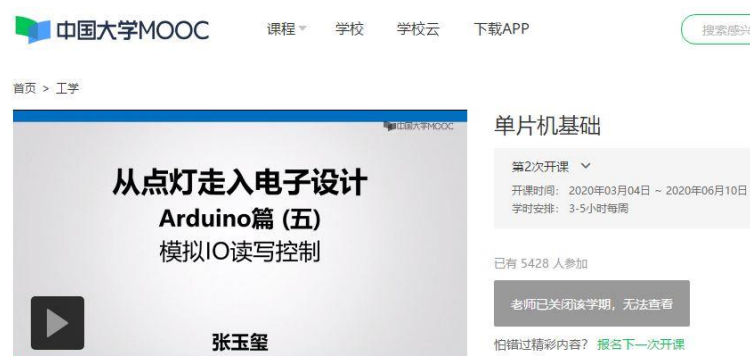 中国大学MOOC
课程 学校 学校云 下载APP
搜索感兴
首页 > 工学
中国大学MOOC
从点灯走入电子设计
Arduino篇 (五)
模拟IO读写控制
张玉玺
单片机基础
第2次开课
开课时间: 2020年03月04日 ~ 2020年06月10日
学时安排: 3-5小时每周
已有 5428 人参加
老师已关闭该学期，无法查看
怕错过精彩内容？ 报名下一次开课